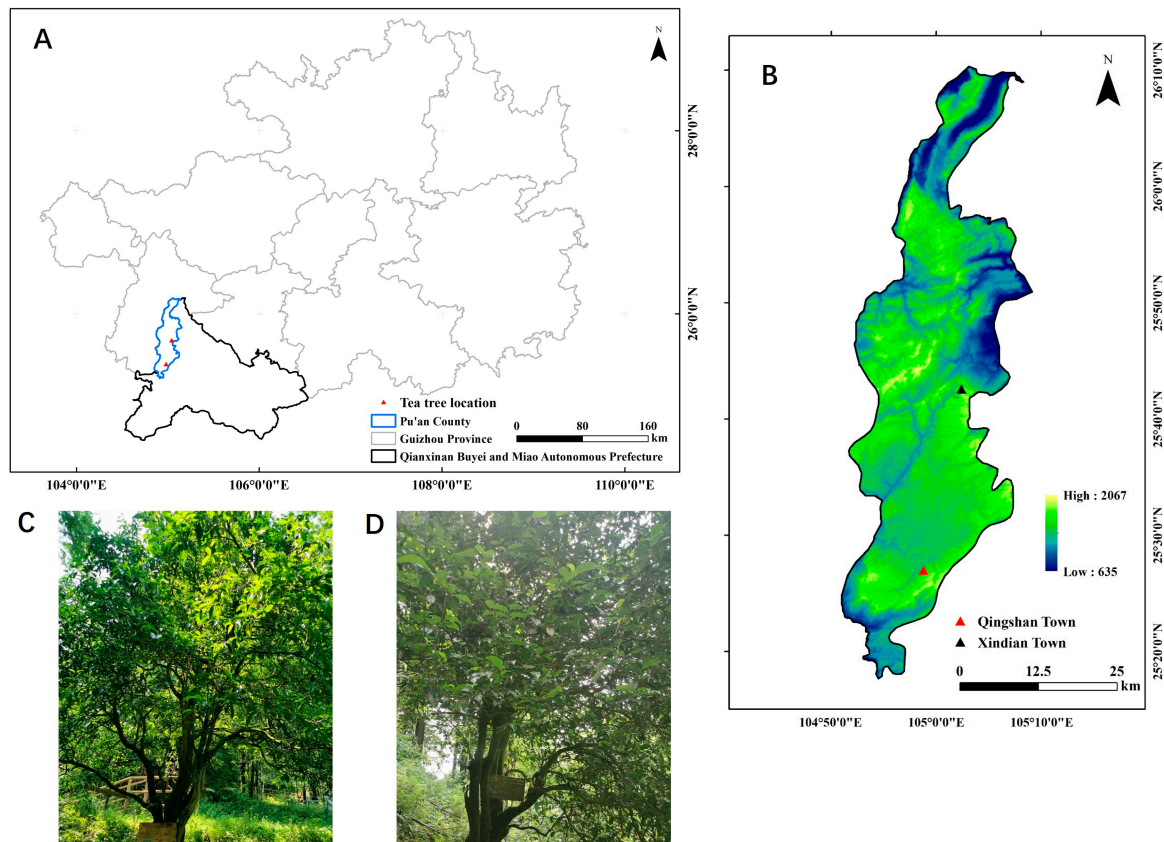 A
N
28°0'0"N
26°0'0"N
Tea tree location
Pu'an County
Guizhou Province
Qianxinan Buyei and Miao Autonomous Prefecture
0 80 160
km
104°0'0"E 106°0'0"E 108°0'0"E 110°0'0"E
B
N
26°10'0"N
26°0'0"N
25°50'0"N
25°40'0"N
25°30'0"N
25°20'0"N
High : 2067
Low : 635
Qingshan Town
Xindian Town
0 12.5 25
km
104°50'0"E 105°0'0"E 105°10'0"E
C
D